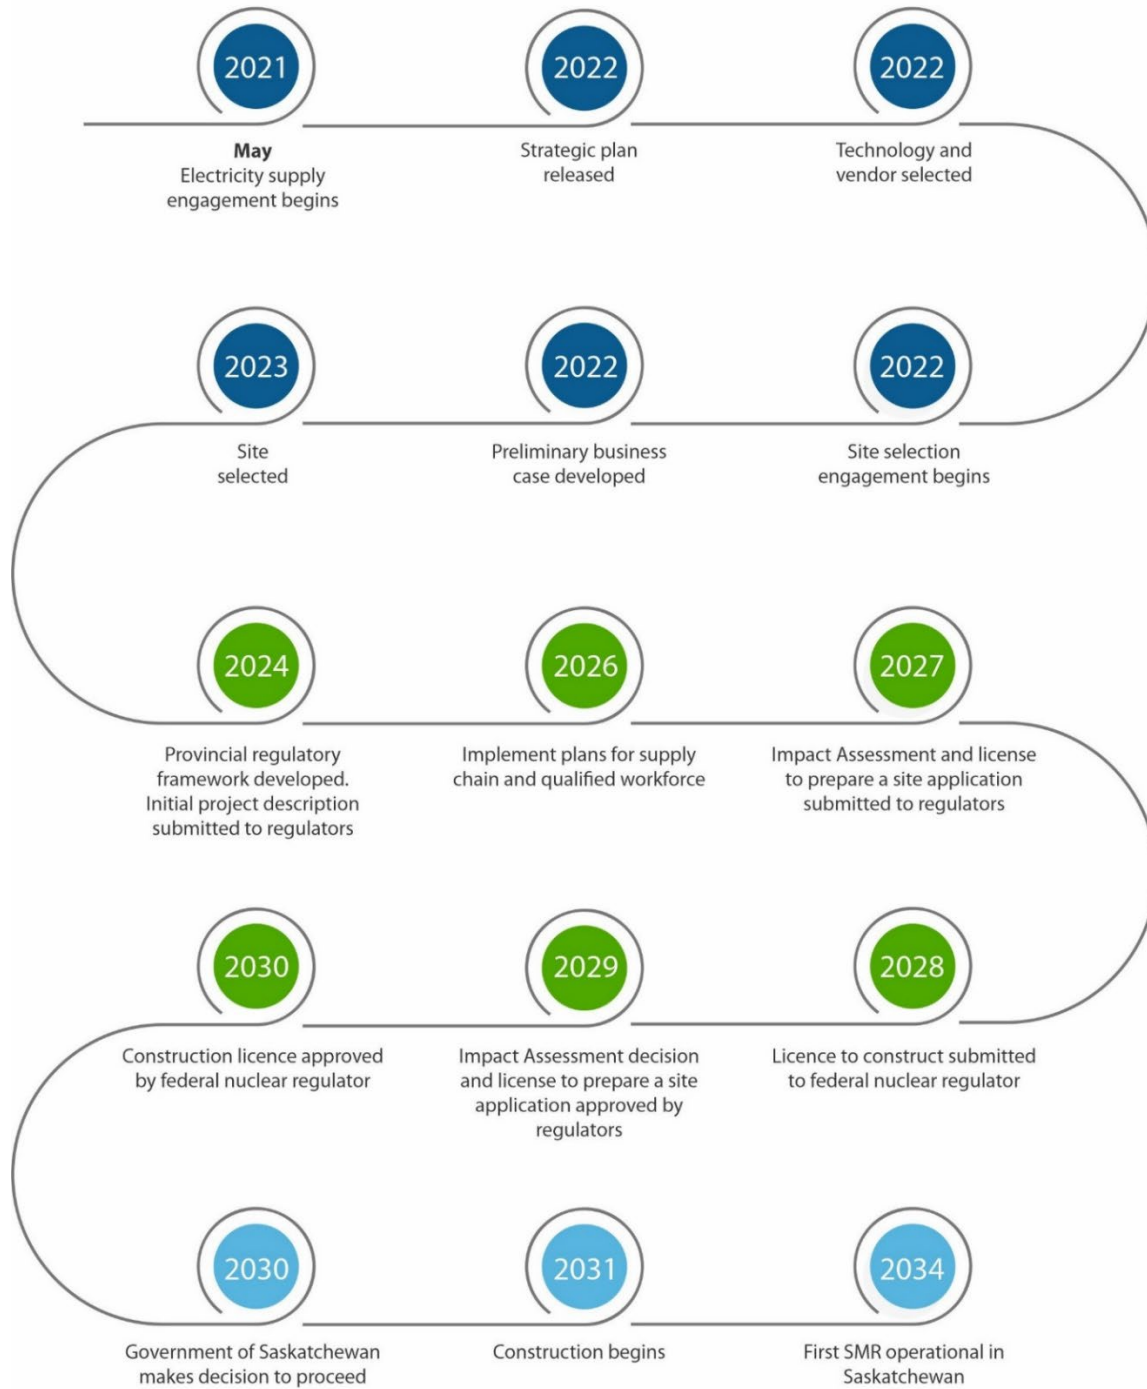 2021
May
Electricity supply
engagement begins
2022
Strategic plan
released
2022
Technology and
vendor selected
2022
Site selection
engagement begins
2022
Preliminary business
case developed
2023
Site
selected
2024
Provincial regulatory
framework developed.
Initial project description
submitted to regulators
2026
Implement plans for supply
chain and qualified workforce
2027
Impact Assessment and license
to prepare a site application
submitted to regulators
2028
Licence to construct submitted
to federal nuclear regulator
2029
Impact Assessment decision
and license to prepare a site
application approved by
regulators
2030
Construction licence approved
by federal nuclear regulator
2030
Government of Saskatchewan
makes decision to proceed
2031
Construction begins
2034
First SMR operational in
Saskatchewan